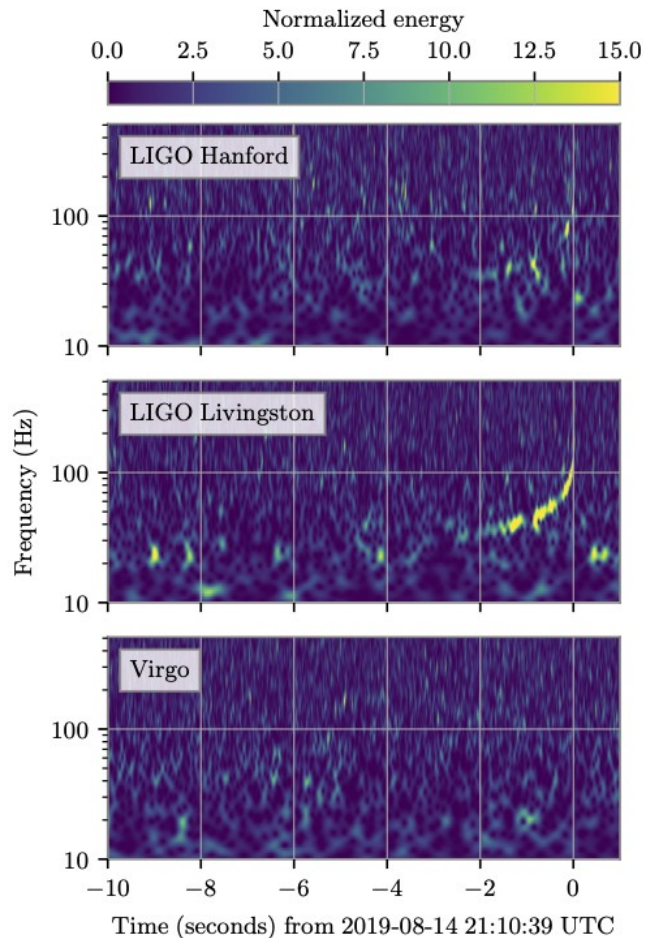 Normalized energy
0.0 2.5 5.0 7.5 10.0 12.5 15.0
LIGO Hanford
100
10
LIGO Livingston
100
10
Frequency (Hz)
Virgo
100
10
−10 −8 −6 −4 −2 0
Time (seconds) from 2019-08-14 21:10:39 UTC